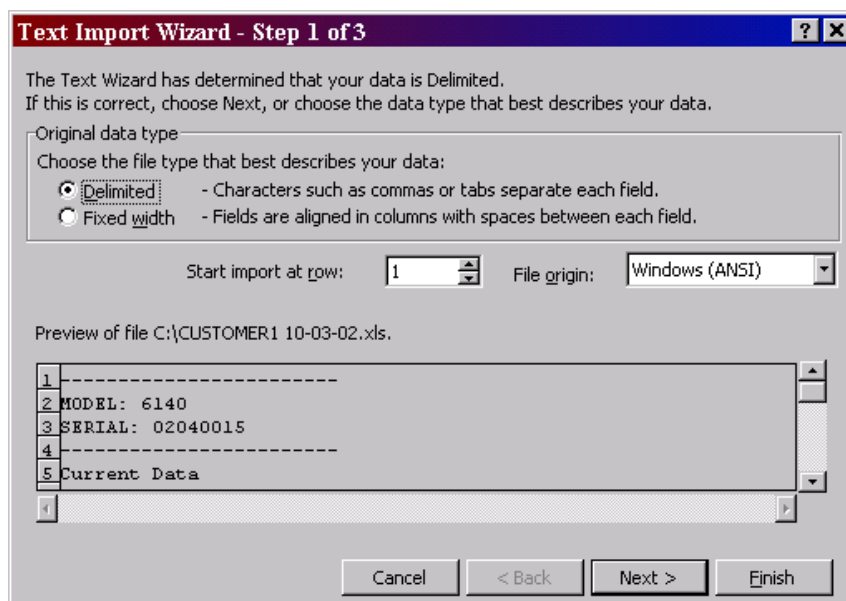 Text Import Wizard - Step 1 of 3
The Text Wizard has determined that your data is Delimited.
If this is correct, choose Next, or choose the data type that best describes your data.
Original data type
Choose the file type that best describes your data:
Delimited - Characters such as commas or tabs separate each field.
Fixed width - Fields are aligned in columns with spaces between each field.
Start import at row: 1 File origin: Windows (ANSI)
Preview of file C:\CUSTOMER1 10-03-02.xls.
1 ------------------------
2 MODEL: 6140
3 SERIAL: 02040015
4 ------------------------
5 Current Data
Cancel < Back Next > Finish